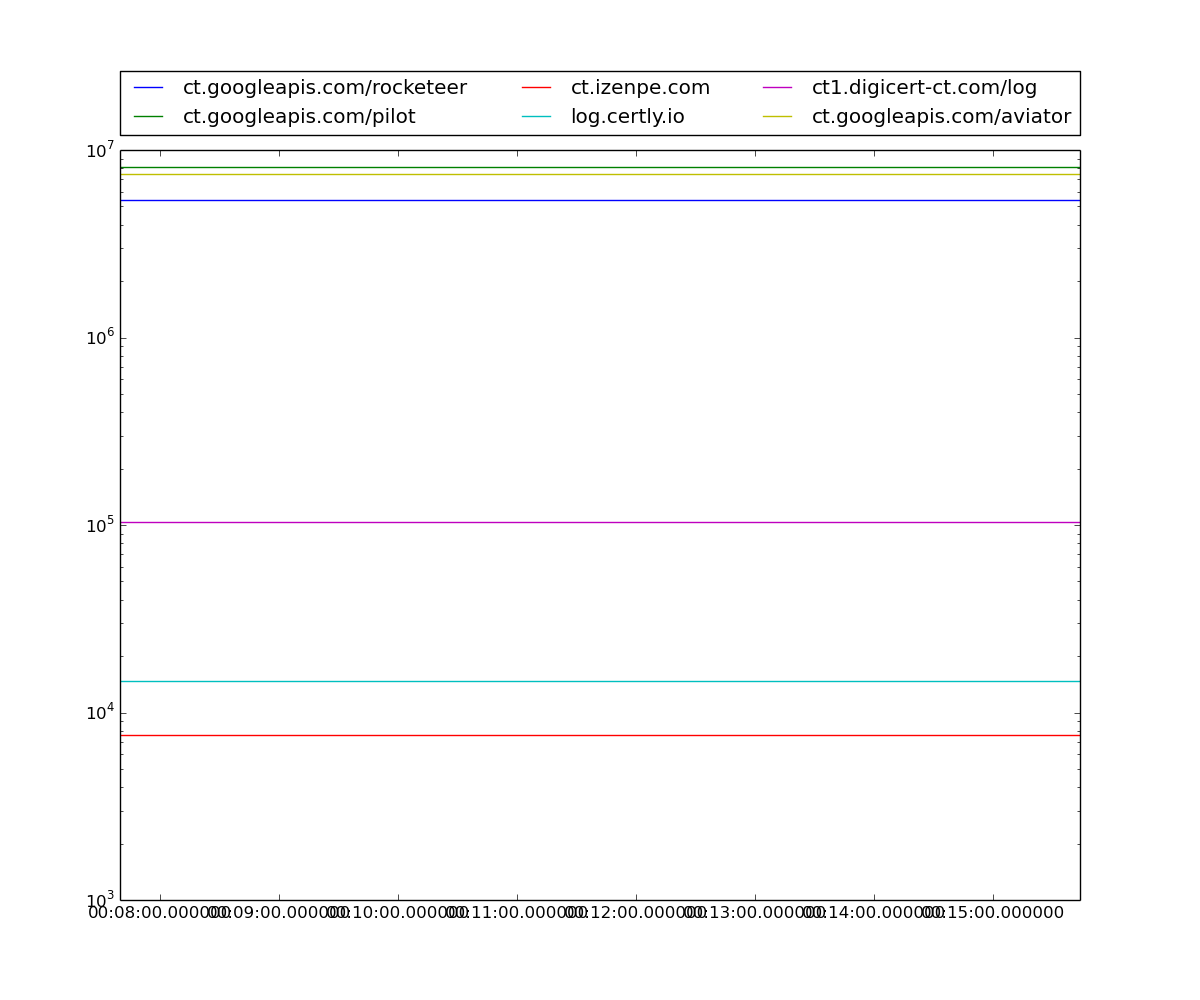 ct.googleapis.com/rocketeer ct.izenpe.com ct1.digicert-ct.com/log
ct.googleapis.com/pilot log.certly.io ct.googleapis.com/aviator
10^7
10^6
10^5
10^4
10^3
00:08:00.000000 00:09:00.000000 00:10:00.000000 00:11:00.000000 00:12:00.000000 00:13:00.000000 00:14:00.000000 00:15:00.000000